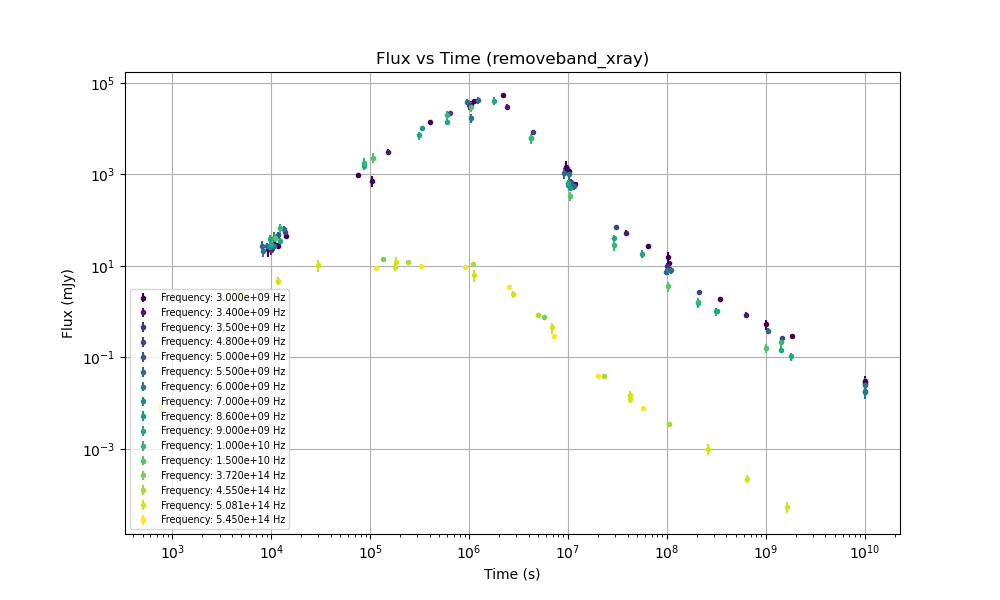 Flux vs Time (removeband_xray)
Flux (mJy)
10^5
10^3
10^1
10^-1
10^-3
Frequency: 3.000e+09 Hz
Frequency: 3.400e+09 Hz
Frequency: 3.500e+09 Hz
Frequency: 4.800e+09 Hz
Frequency: 5.000e+09 Hz
Frequency: 5.500e+09 Hz
Frequency: 6.000e+09 Hz
Frequency: 7.000e+09 Hz
Frequency: 8.600e+09 Hz
Frequency: 9.000e+09 Hz
Frequency: 1.000e+10 Hz
Frequency: 1.500e+10 Hz
Frequency: 3.720e+14 Hz
Frequency: 4.550e+14 Hz
Frequency: 5.081e+14 Hz
Frequency: 5.450e+14 Hz
10^3 10^4 10^5 10^6 10^7 10^8 10^9 10^10
Time (s)